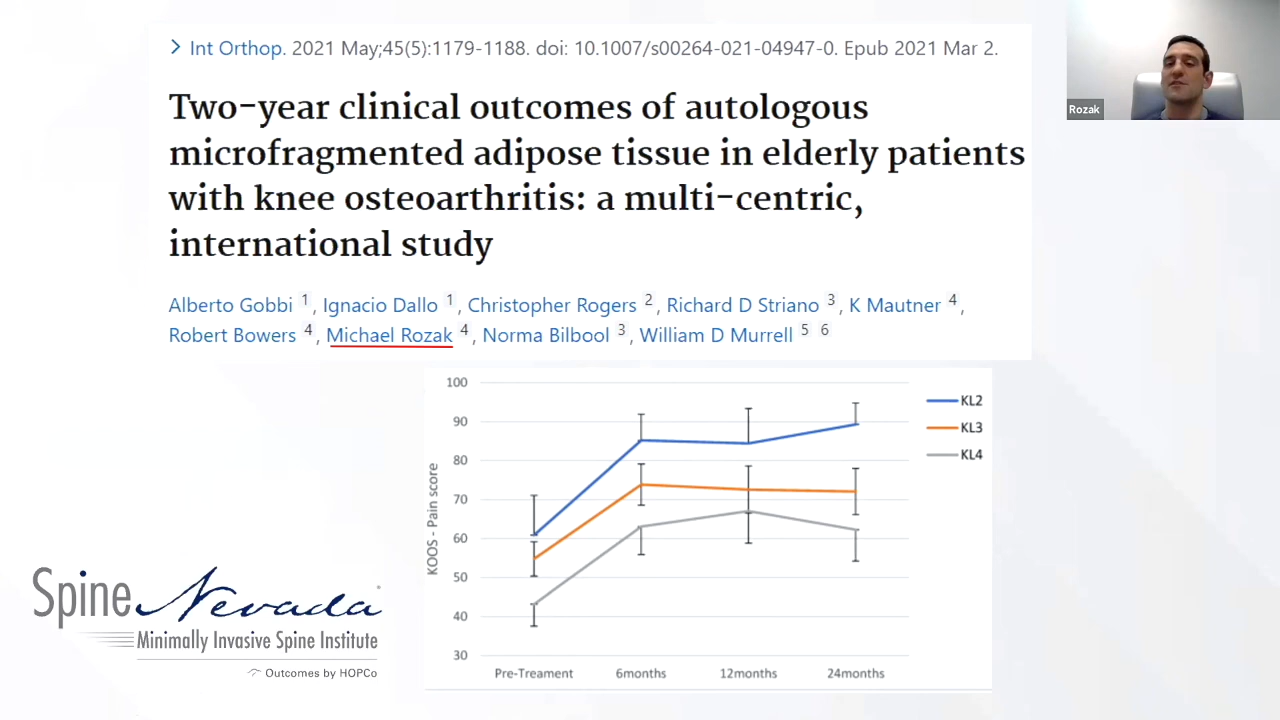 Int Orthop. 2021 May;45(5):1179-1188. doi: 10.1007/s00264-021-04947-0. Epub 2021 Mar 2.
Two-year clinical outcomes of autologous
microfragmented adipose tissue in elderly patients
with knee osteoarthritis: a multi-centric,
international study
Alberto Gobbi 1, Ignacio Dallo 1, Christopher Rogers 2, Richard D Striano 3, K Mautner 4,
Robert Bowers 4, Michael Rozak 4, Norma Bilbool 3, William D Murrell 5 6
Rozak
100
90
80
70
60
50
40
30
KOOS - Pain score
Pre-Treament 6months 12months 24months
KL2
KL3
KL4
Spine Nevada
Minimally Invasive Spine Institute
Outcomes by HOPCo